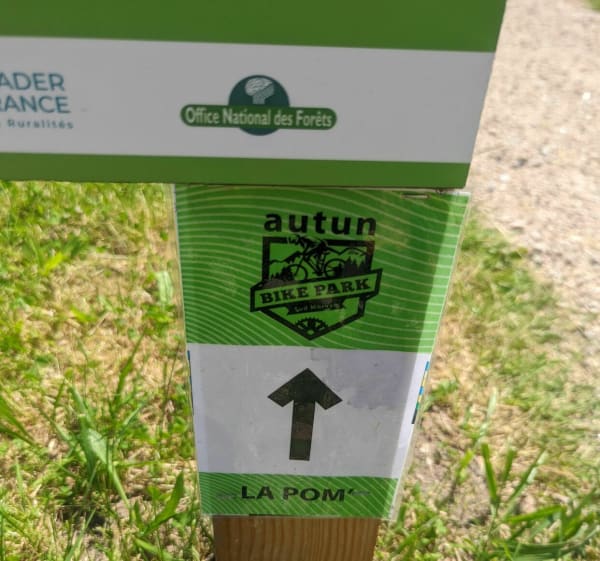 ADER
RANCE
Ruralités
Office National des Forêts
autun
BIKE PARK
LA POM'